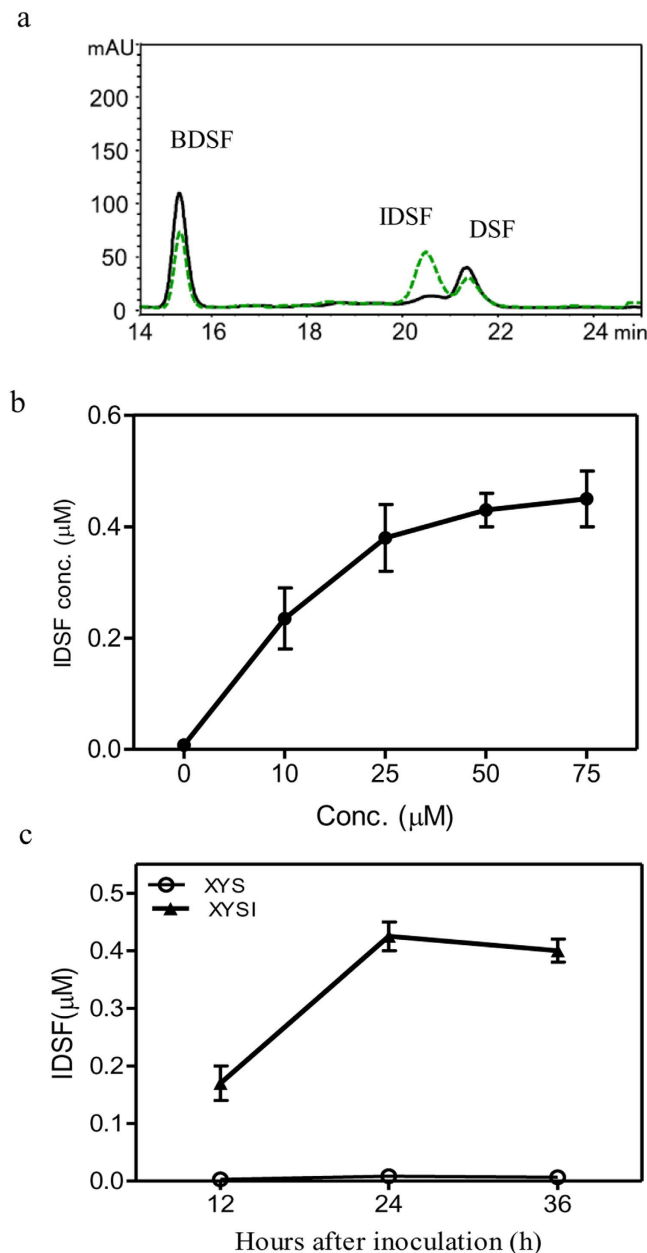 a
mAU
200
150
100
50
0
BDSF
IDSF
DSF
14 16 18 20 22 24 min
b
0.6
0.4
0.2
0.0
IDSF conc. (μM)
0 10 25 50 75
Conc. (μM)
c
XYS
XYSI
0.5
0.4
0.3
0.2
0.1
0.0
IDSF(μM)
12 24 36
Hours after inoculation (h)